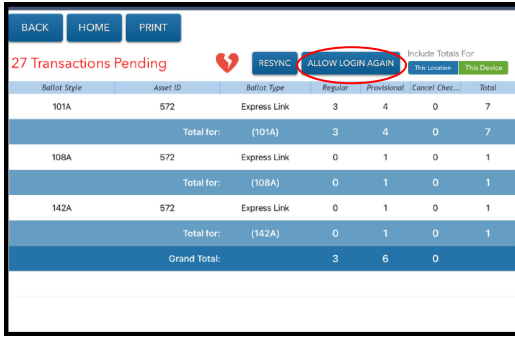 BACK HOME PRINT
27 Transactions Pending RESYNC ALLOW LOGIN AGAIN Include Totals For
This Location This Device
Ballot Style Asset ID Ballot Type Regular Provisional Cancel Chec... Total
101A 572 Express Link 3 4 0 7
Total for: (101A) 3 4 0 7
108A 572 Express Link 0 1 0 1
Total for: (108A) 0 1 0 1
142A 572 Express Link 0 1 0 1
Total for: (142A) 0 1 0 1
Grand Total: 3 6 0